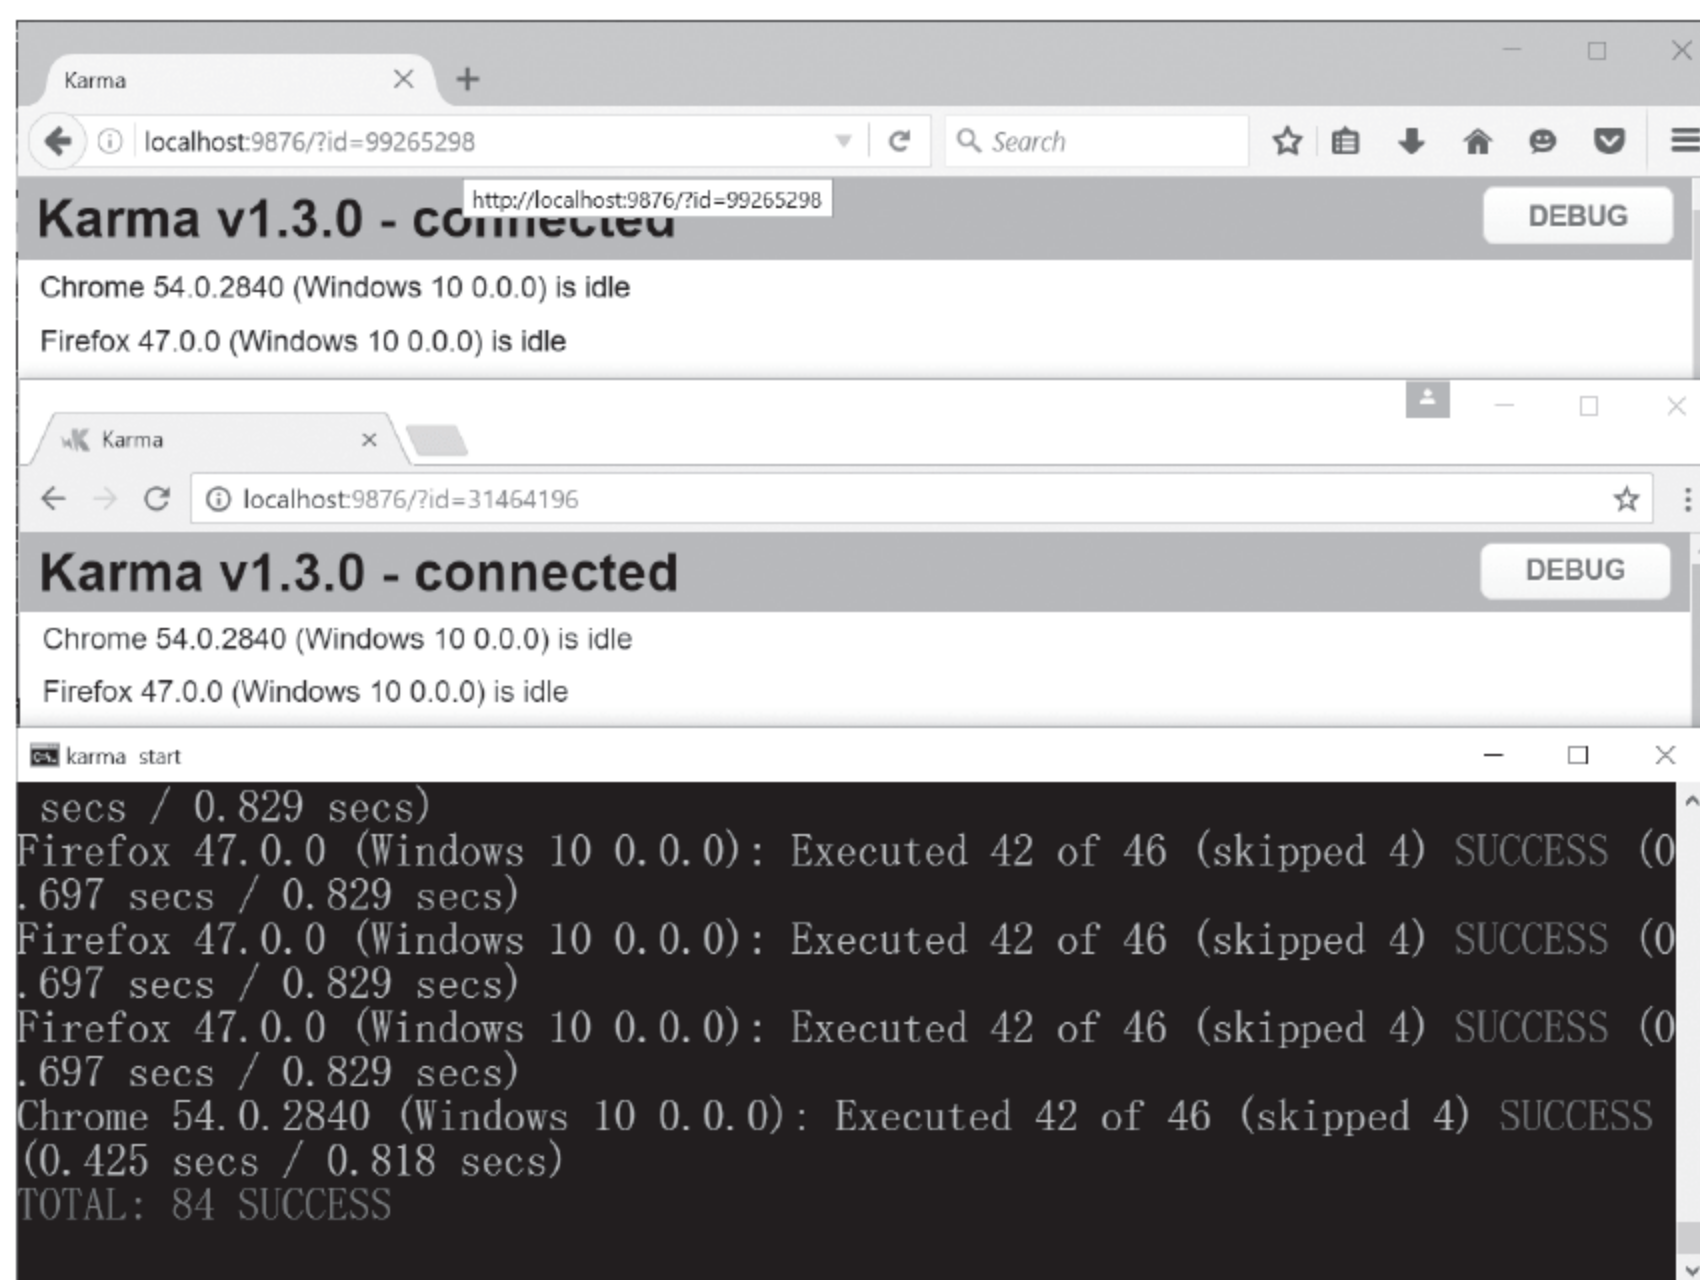 Karma
localhost:9876/?id=99265298
Search
http://localhost:9876/?id=99265298
Karma v1.3.0 - connected
DEBUG
Chrome 54.0.2840 (Windows 10 0.0.0) is idle
Firefox 47.0.0 (Windows 10 0.0.0) is idle
Karma
localhost:9876/?id=31464196
Karma v1.3.0 - connected
DEBUG
Chrome 54.0.2840 (Windows 10 0.0.0) is idle
Firefox 47.0.0 (Windows 10 0.0.0) is idle
karma start
secs / 0.829 secs)
Firefox 47.0.0 (Windows 10 0.0.0): Executed 42 of 46 (skipped 4) SUCCESS (0
.697 secs / 0.829 secs)
Firefox 47.0.0 (Windows 10 0.0.0): Executed 42 of 46 (skipped 4) SUCCESS (0
.697 secs / 0.829 secs)
Firefox 47.0.0 (Windows 10 0.0.0): Executed 42 of 46 (skipped 4) SUCCESS (0
.697 secs / 0.829 secs)
Chrome 54.0.2840 (Windows 10 0.0.0): Executed 42 of 46 (skipped 4) SUCCESS
(0.425 secs / 0.818 secs)
TOTAL: 84 SUCCESS